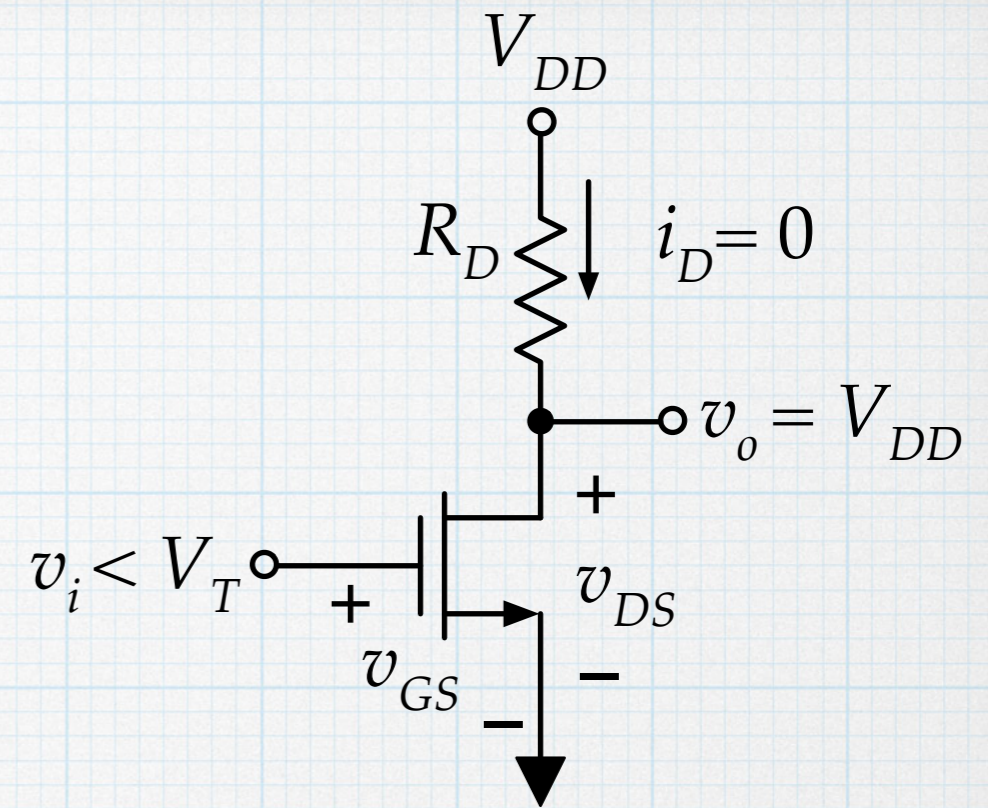 V_DD
R_D
i_D = 0
v_o = V_DD
+
v_i < V_T
+
v_DS
v_GS
−
−